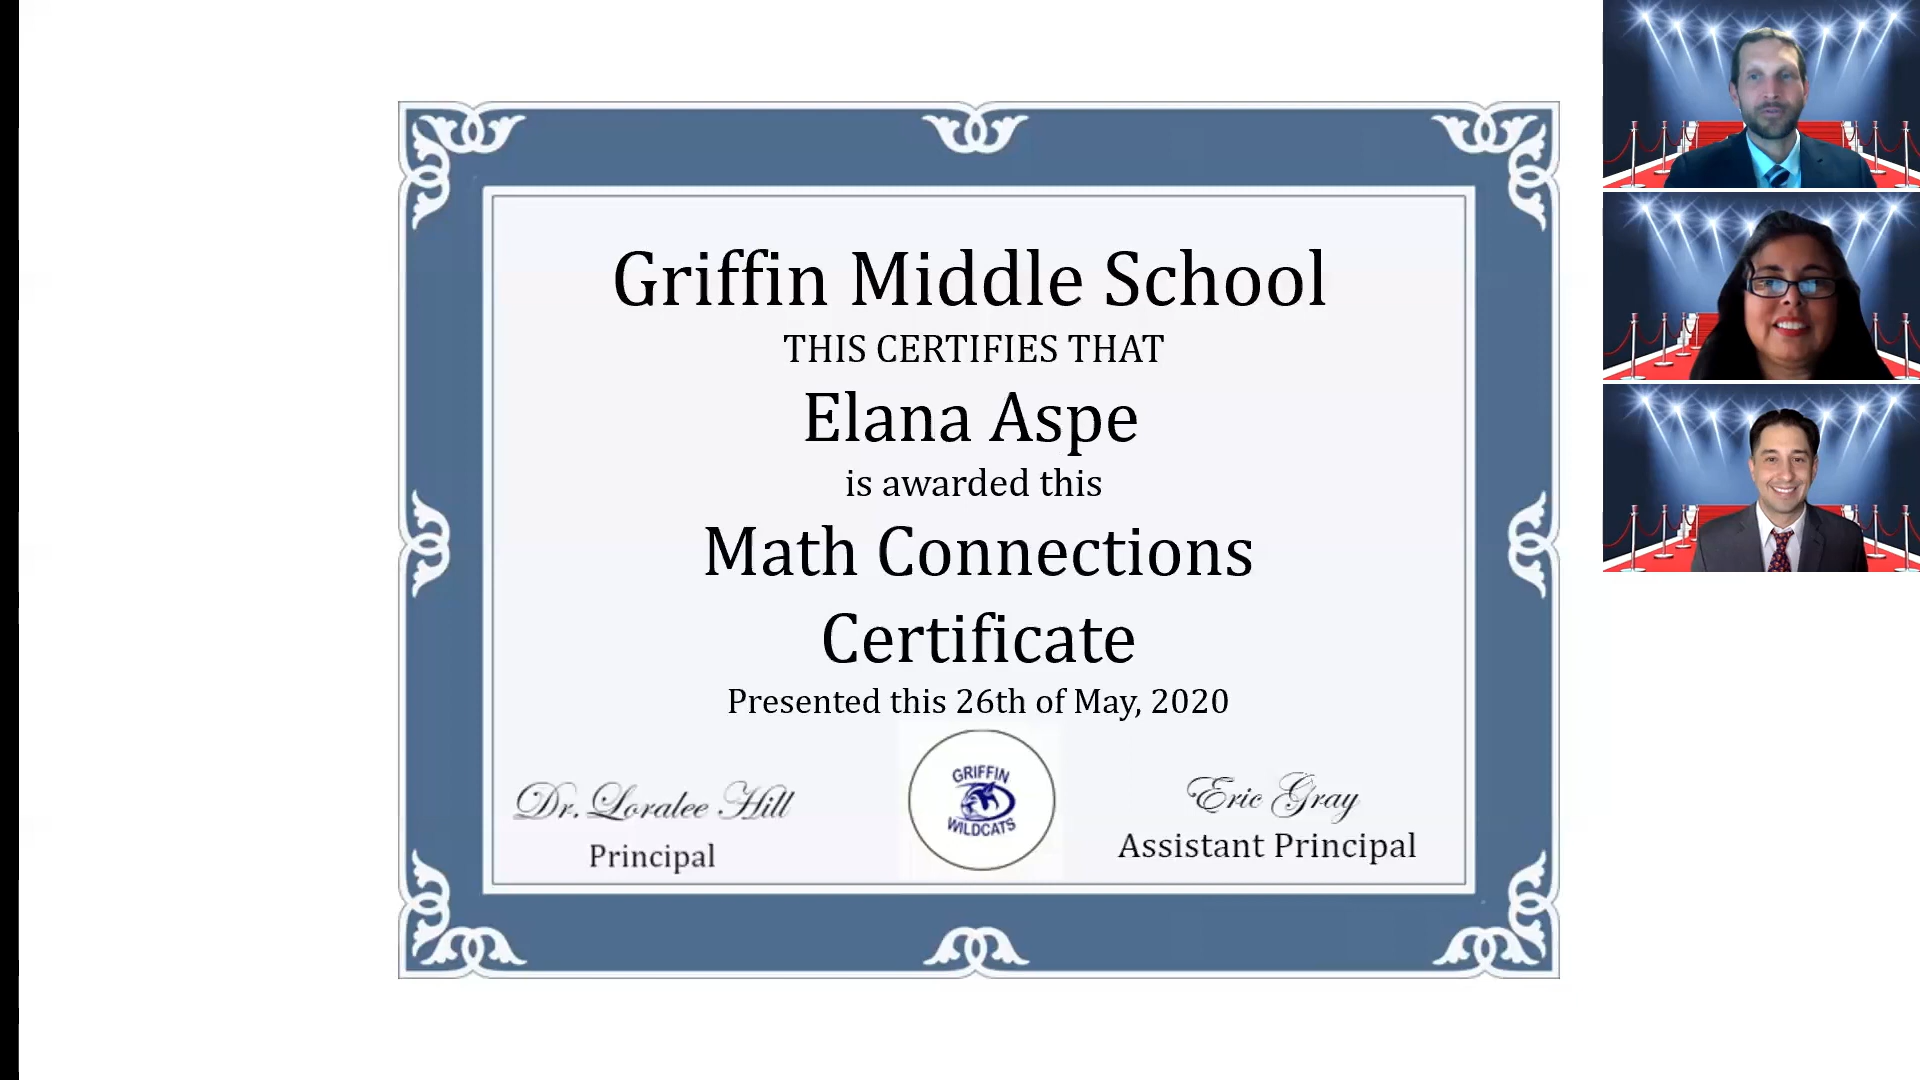 Griffin Middle School
THIS CERTIFIES THAT
Elana Aspe
is awarded this
Math Connections
Certificate
Presented this 26th of May, 2020
Dr. Loralee Hill
Principal
GRIFFIN
WILDCATS
Eric Gray
Assistant Principal